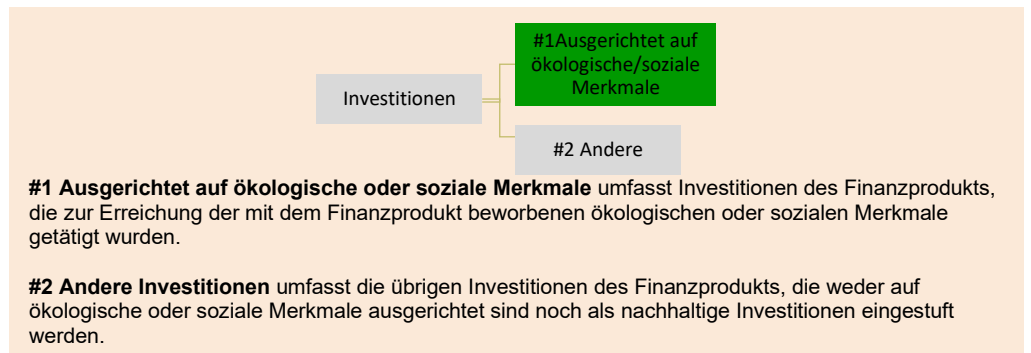 #1Ausgerichtet auf
ökologische/soziale
Merkmale
Investitionen
#2 Andere
#1 Ausgerichtet auf ökologische oder soziale Merkmale umfasst Investitionen des Finanzprodukts,
die zur Erreichung der mit dem Finanzprodukt beworbenen ökologischen oder sozialen Merkmale
getätigt wurden.
#2 Andere Investitionen umfasst die übrigen Investitionen des Finanzprodukts, die weder auf
ökologische oder soziale Merkmale ausgerichtet sind noch als nachhaltige Investitionen eingestuft
werden.